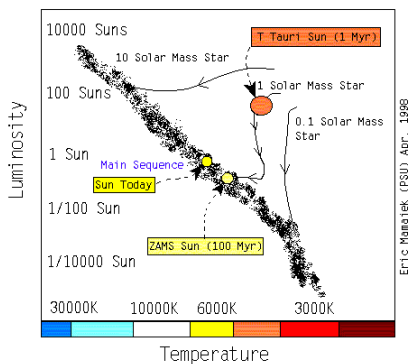 10000 Suns
T Tauri Sun (1 Myr)
10 Solar Mass Star
1 Solar Mass Star
100 Suns
0.1 Solar Mass
Star
1 Sun
Main Sequence
Sun Today
1/100 Sun
ZAMS Sun (100 Myr)
1/10000 Sun
30000K
10000K
6000K
3000K
Temperature
Luminosity
Eric Mamajek (PSU) Apr. 1998